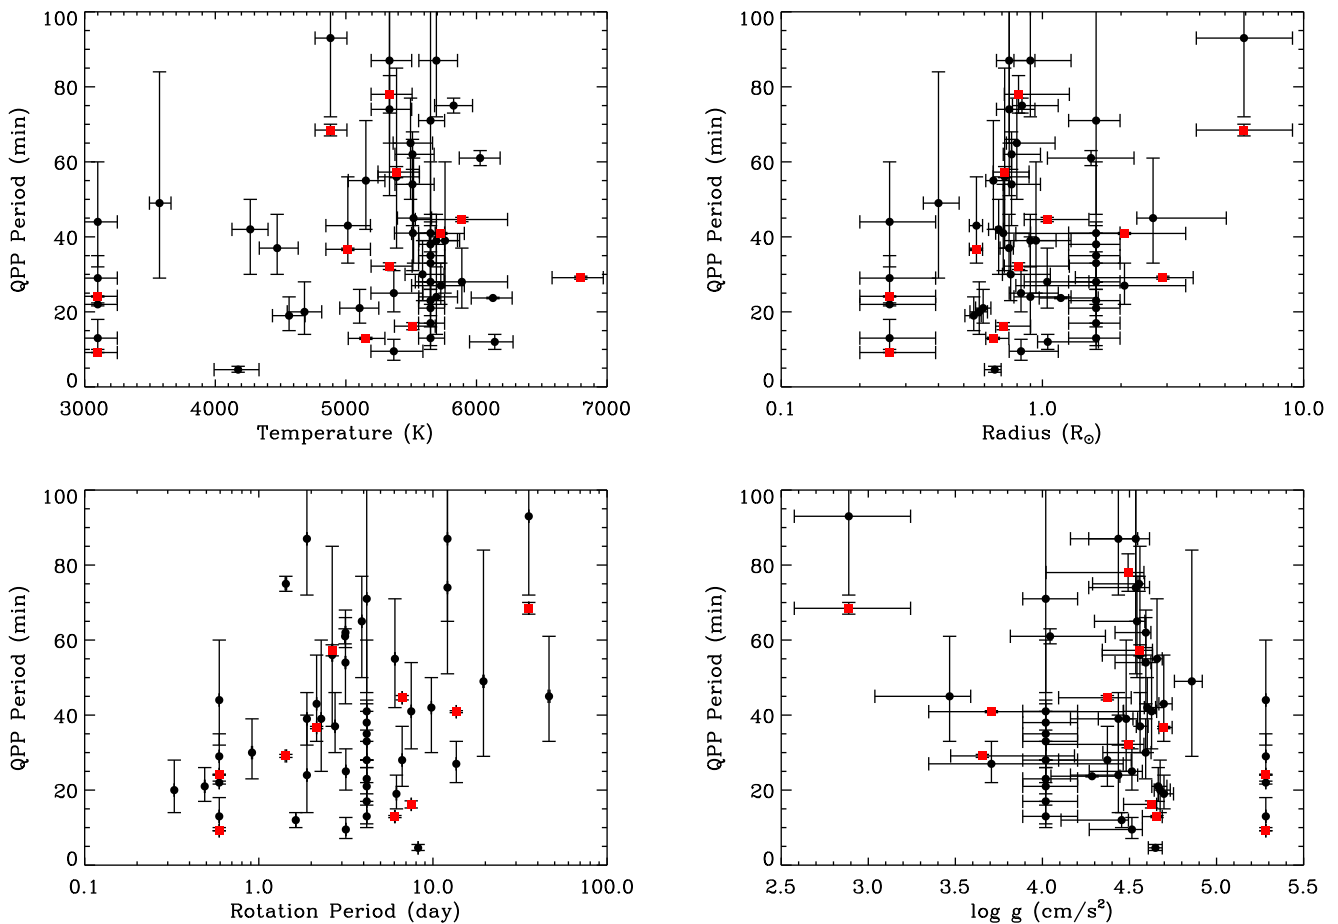 100
80
60
40
20
0
QPP Period (min)
3000 4000 5000 6000 7000
Temperature (K)
100
80
60
40
20
0
QPP Period (min)
0.1 1.0 10.0
Radius (R☉)
100
80
60
40
20
0
QPP Period (min)
0.1 1.0 10.0 100.0
Rotation Period (day)
100
80
60
40
20
0
QPP Period (min)
2.5 3.0 3.5 4.0 4.5 5.0 5.5
log g (cm/s²)